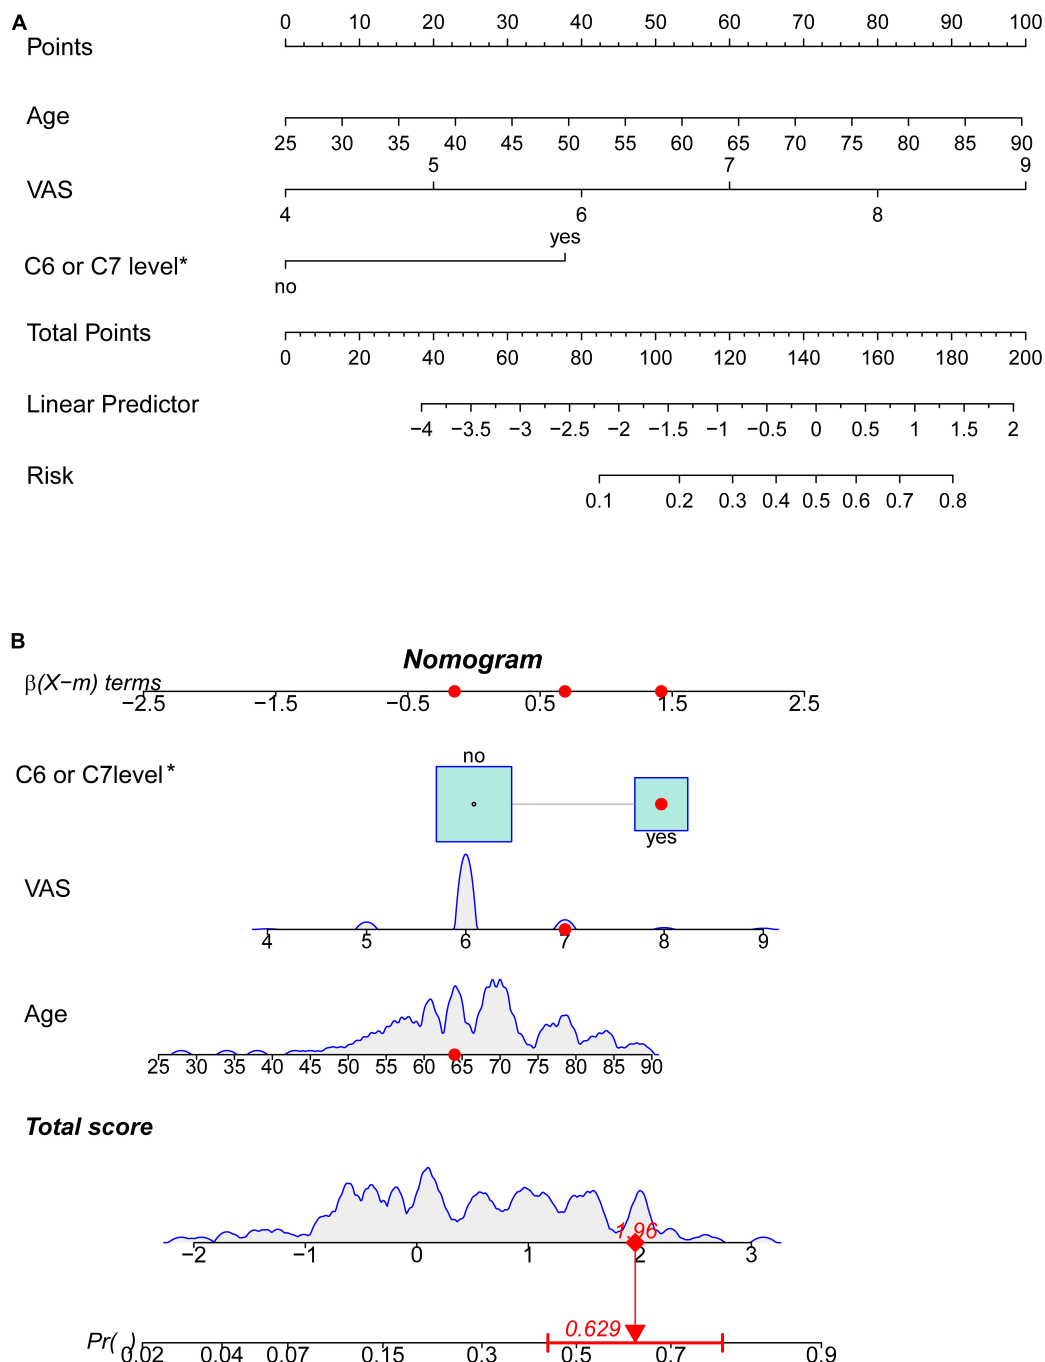 A
0 10 20 30 40 50 60 70 80 90 100
Points
Age
25 30 35 40 45 50 55 60 65 70 75 80 85 90
5 7 9
VAS
4 6 8
yes
C6 or C7 level*
no
Total Points
0 20 40 60 80 100 120 140 160 180 200
Linear Predictor
−4 −3.5 −3 −2.5 −2 −1.5 −1 −0.5 0 0.5 1 1.5 2
Risk
0.1 0.2 0.3 0.4 0.5 0.6 0.7 0.8
B
Nomogram
β(X−m) terms
−2.5 −1.5 −0.5 0.5 1.5 2.5
no
C6 or C7level*
yes
VAS
4 5 6 7 8 9
Age
25 30 35 40 45 50 55 60 65 70 75 80 85 90
Total score
1.96
−2 −1 0 1 2 3
0.629
Pr( )
0.02 0.04 0.07 0.15 0.3 0.5 0.7 0.9